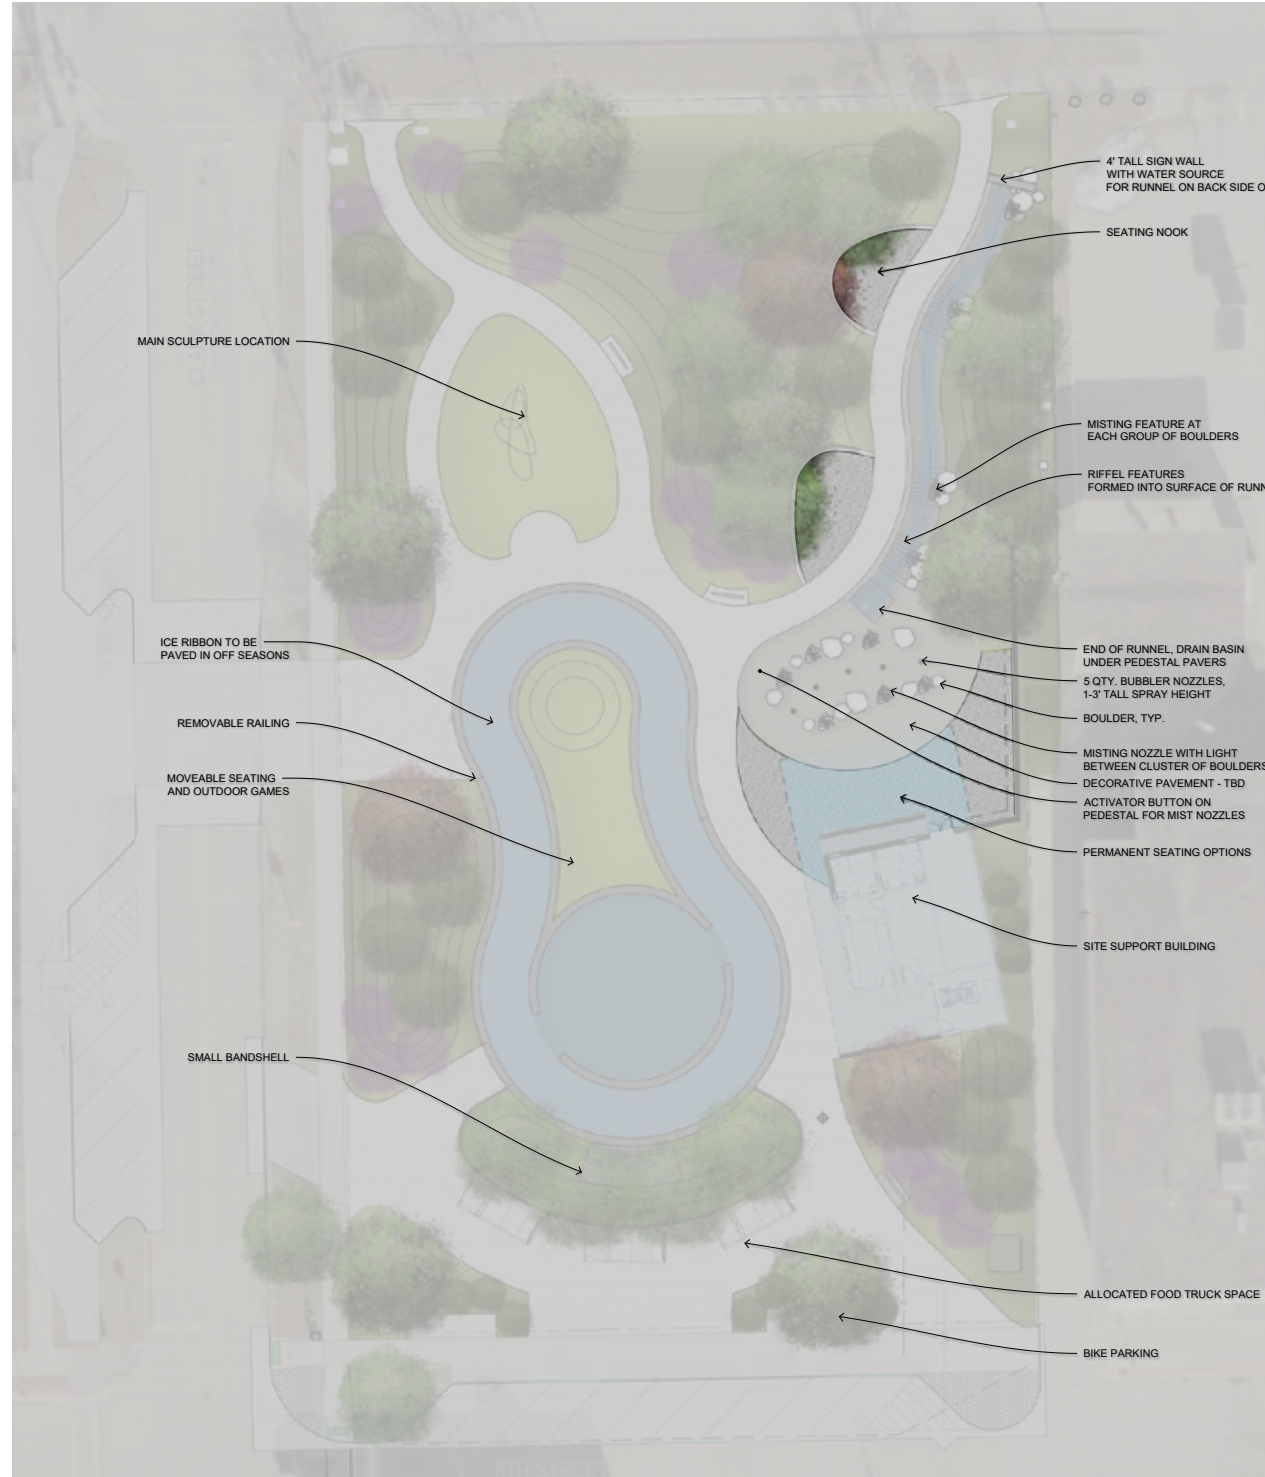 4' TALL SIGN WALL
WITH WATER SOURCE
FOR RUNNEL ON BACK SIDE O
SEATING NOOK
MAIN SCULPTURE LOCATION
MISTING FEATURE AT
EACH GROUP OF BOULDERS
RIFFEL FEATURES
FORMED INTO SURFACE OF RUNN
ICE RIBBON TO BE
PAVED IN OFF SEASONS
END OF RUNNEL, DRAIN BASIN
UNDER PEDESTAL PAVERS
5 QTY. BUBBLER NOZZLES,
1-3' TALL SPRAY HEIGHT
REMOVABLE RAILING
BOULDER, TYP.
MISTING NOZZLE WITH LIGHT
BETWEEN CLUSTER OF BOULDERS
MOVEABLE SEATING
AND OUTDOOR GAMES
DECORATIVE PAVEMENT - TBD
ACTIVATOR BUTTON ON
PEDESTAL FOR MIST NOZZLES
PERMANENT SEATING OPTIONS
SITE SUPPORT BUILDING
SMALL BANDSHELL
ALLOCATED FOOD TRUCK SPACE
BIKE PARKING
CLARK STREET
5TH STREET